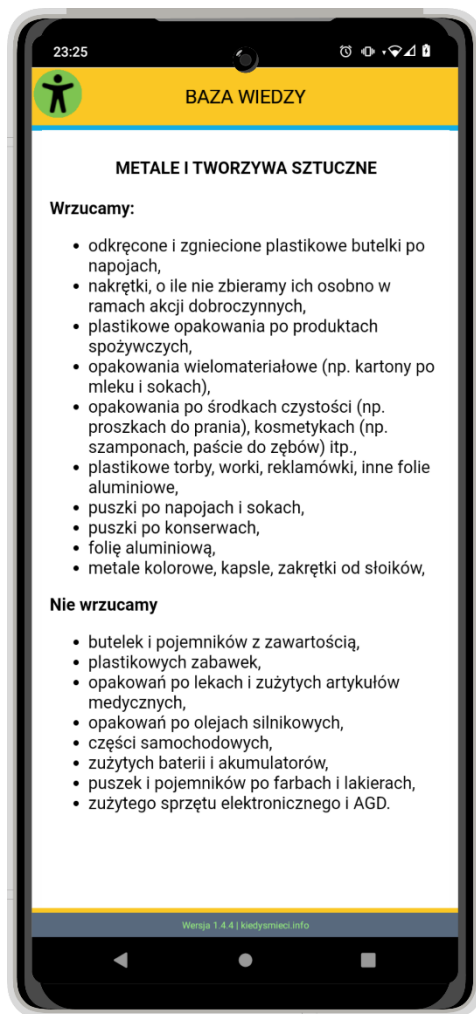 23:25
BAZA WIEDZY
METALE I TWORZYWA SZTUCZNE
Wrzucamy:
• odkręcone i zgniecione plastikowe butelki po
napojach,
• nakrętki, o ile nie zbieramy ich osobno w
ramach akcji dobroczynnych,
• plastikowe opakowania po produktach
spożywczych,
• opakowania wielomateriałowe (np. kartony po
mleku i sokach),
• opakowania po środkach czystości (np.
proszkach do prania), kosmetykach (np.
szamponach, paście do zębów) itp.,
• plastikowe torby, worki, reklamówki, inne folie
aluminiowe,
• puszki po napojach i sokach,
• puszki po konserwach,
• folię aluminiową,
• metale kolorowe, kapsle, zakrętki od słoików,
Nie wrzucamy
• butelek i pojemników z zawartością,
• plastikowych zabawek,
• opakowań po lekach i zużytych artykułów
medycznych,
• opakowań po olejach silnikowych,
• części samochodowych,
• zużytych baterii i akumulatorów,
• puszek i pojemników po farbach i lakierach,
• zużytego sprzętu elektronicznego i AGD.
Wersja 1.4.4 | kiedysmieci.info